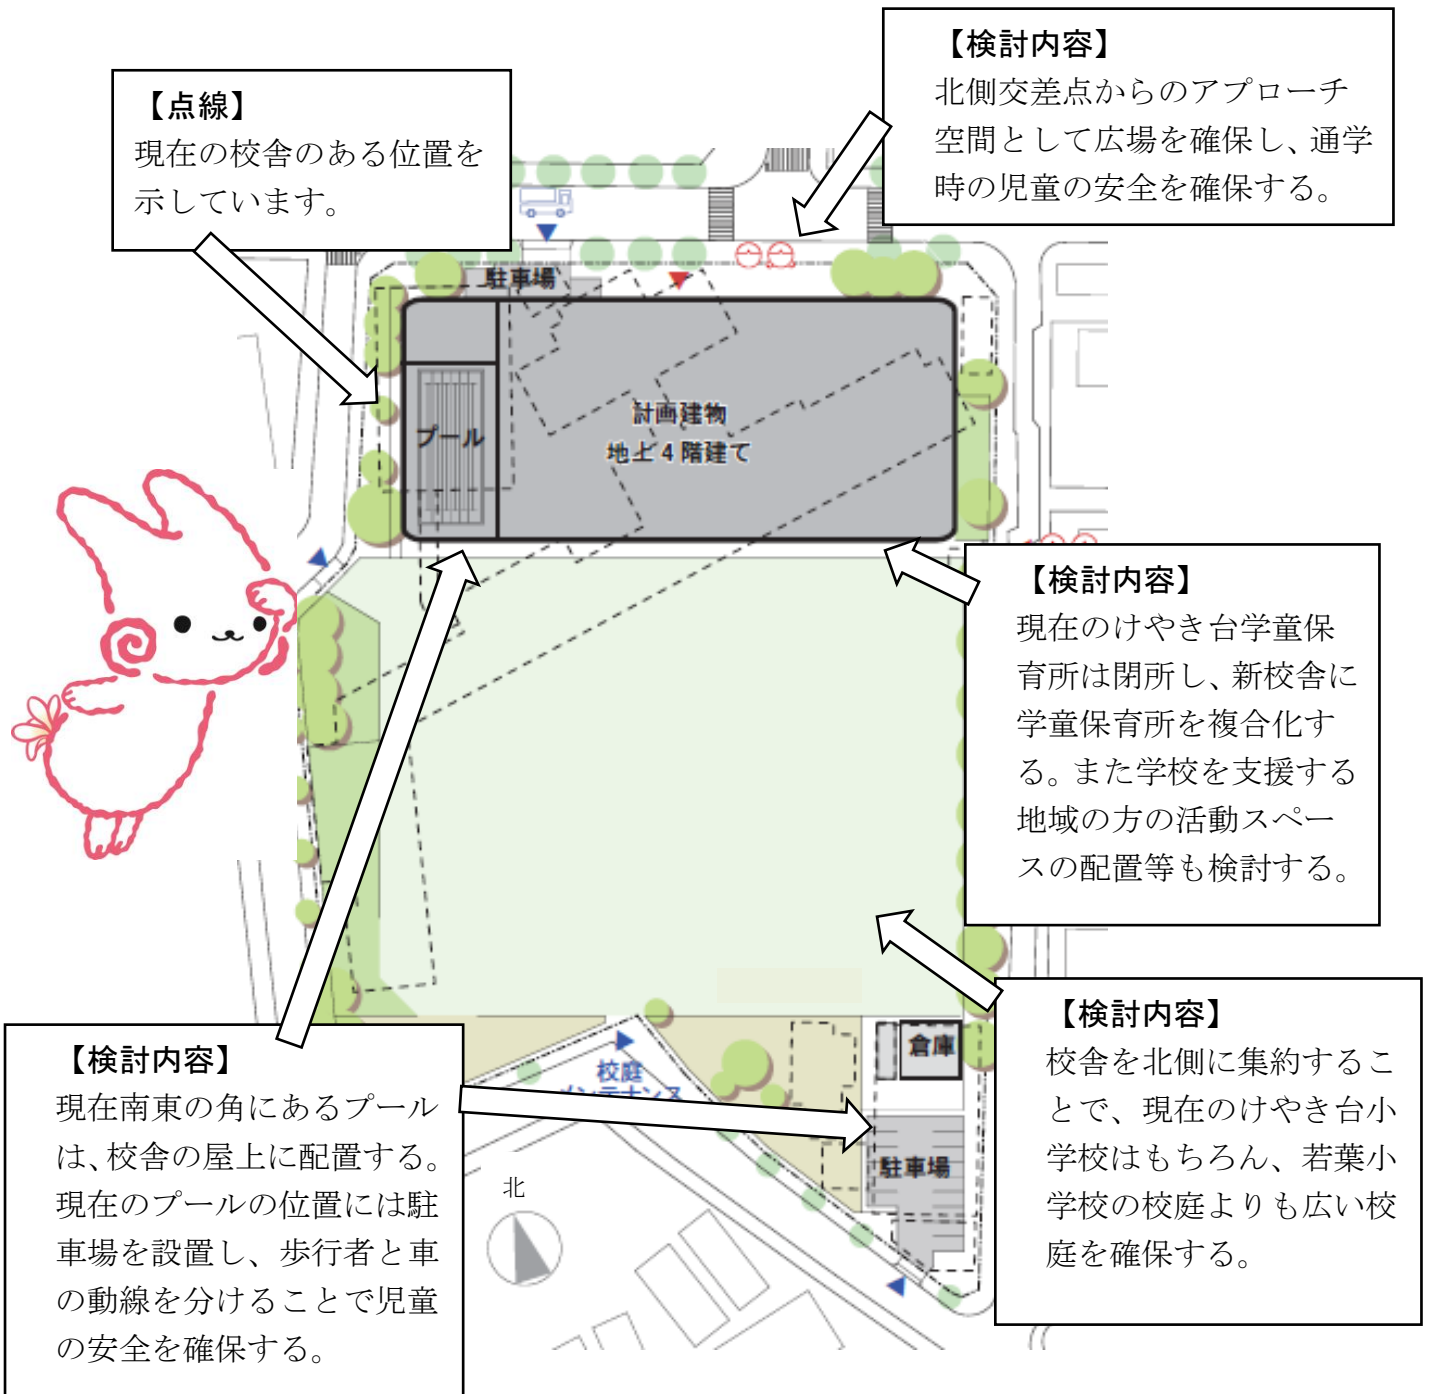 【検討内容】
北側交差点からのアプローチ
空間として広場を確保し、通学
時の児童の安全を確保する。
【点線】
現在の校舎のある位置を
示しています。
駐車場
計画建物
地上4階建て
プール
【検討内容】
現在のけやき台学童保
育所は閉所し、新校舎に
学童保育所を複合化す
る。また学校を支援する
地域の方の活動スペー
スの配置等も検討する。
【検討内容】
校舎を北側に集約するこ
とで、現在のけやき台小
学校はもちろん、若葉小
学校の校庭よりも広い校
庭を確保する。
倉庫
校庭
メンテナンス
駐車場
北
【検討内容】
現在南東の角にあるプール
は、校舎の屋上に配置する。
現在のプールの位置には駐
車場を設置し、歩行者と車
の動線を分けることで児童
の安全を確保する。